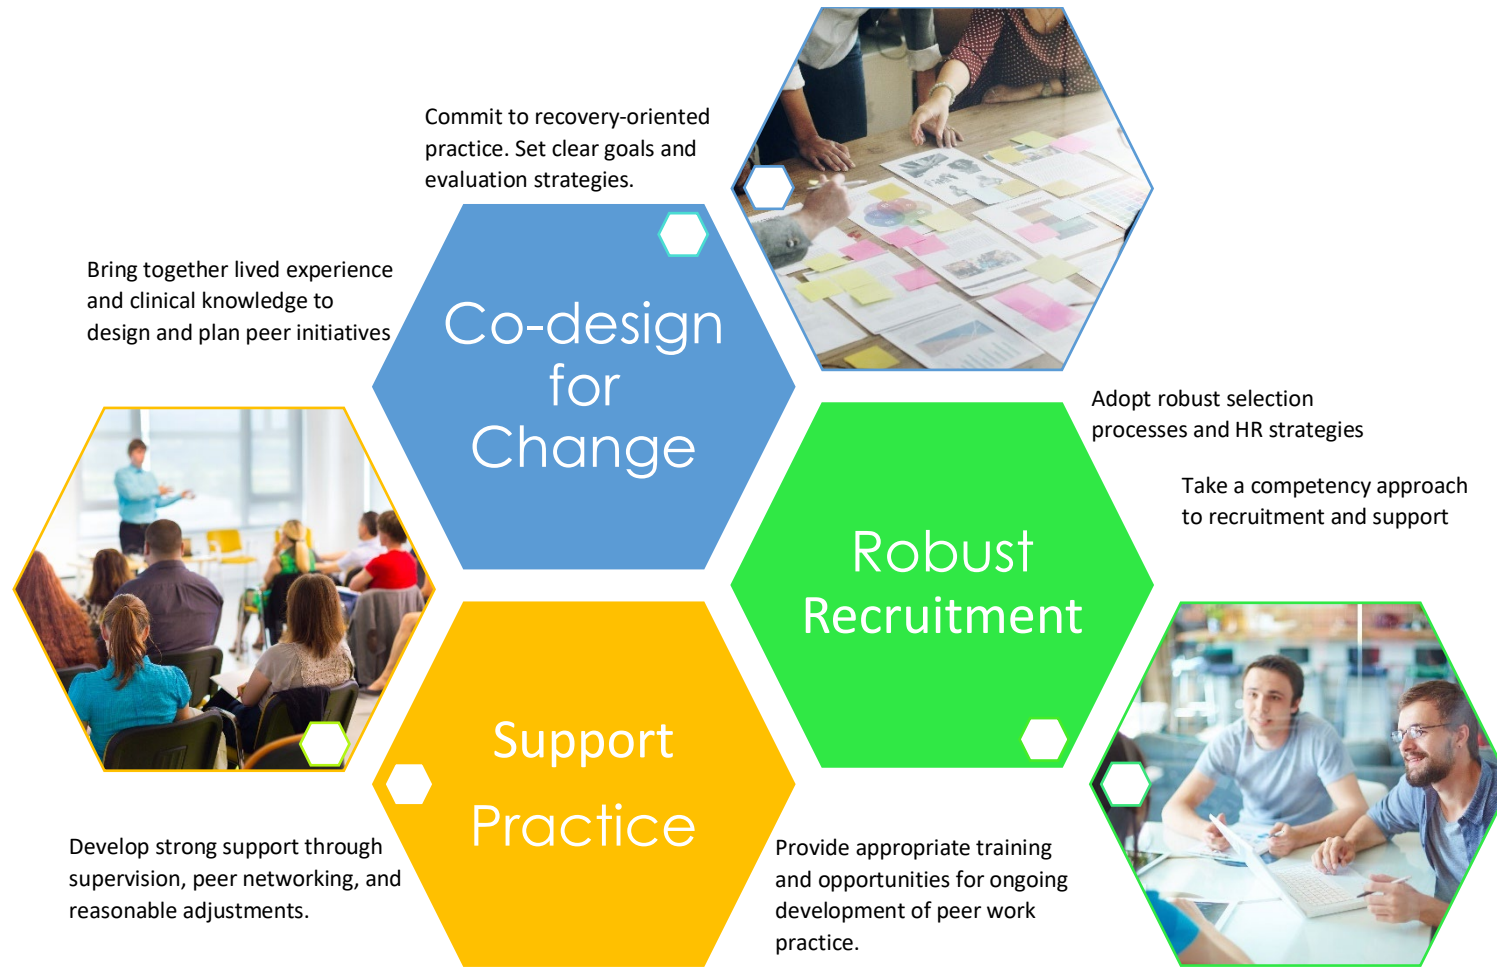 Commit to recovery-oriented
practice. Set clear goals and
evaluation strategies.
Bring together lived experience
and clinical knowledge to
design and plan peer initiatives
Co-design
for
Change
Adopt robust selection
processes and HR strategies
Take a competency approach
to recruitment and support
Robust
Recruitment
Support
Practice
Develop strong support through
supervision, peer networking, and
reasonable adjustments.
Provide appropriate training
and opportunities for ongoing
development of peer work
practice.